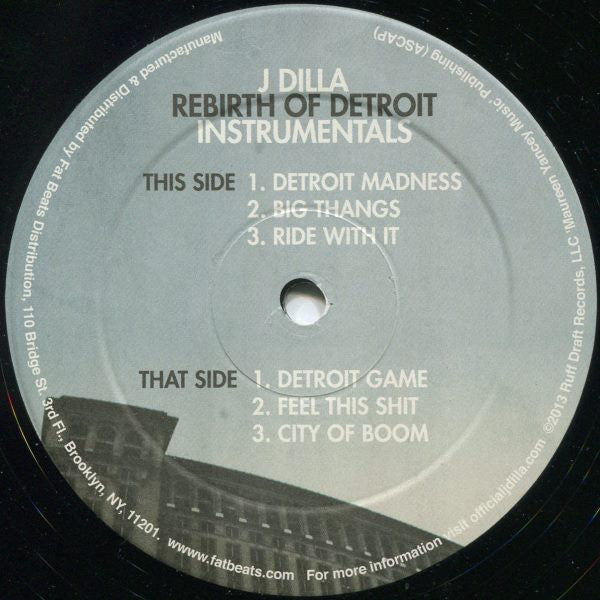 J DILLA
REBIRTH OF DETROIT
INSTRUMENTALS
THIS SIDE 1. DETROIT MADNESS
2. BIG THANGS
3. RIDE WITH IT
THAT SIDE 1. DETROIT GAME
2. FEEL THIS SHIT
3. CITY OF BOOM
Manufactured & Distributed by Fat Beats Distribution, 110 Bridge St. 3rd Fl., Brooklyn, NY, 11201. www.fatbeats.com For more information visit officialjdilla.com ©2013 Ruff Draft Records, LLC 'Maureen Yancey Music' Publishing (ASCAP)